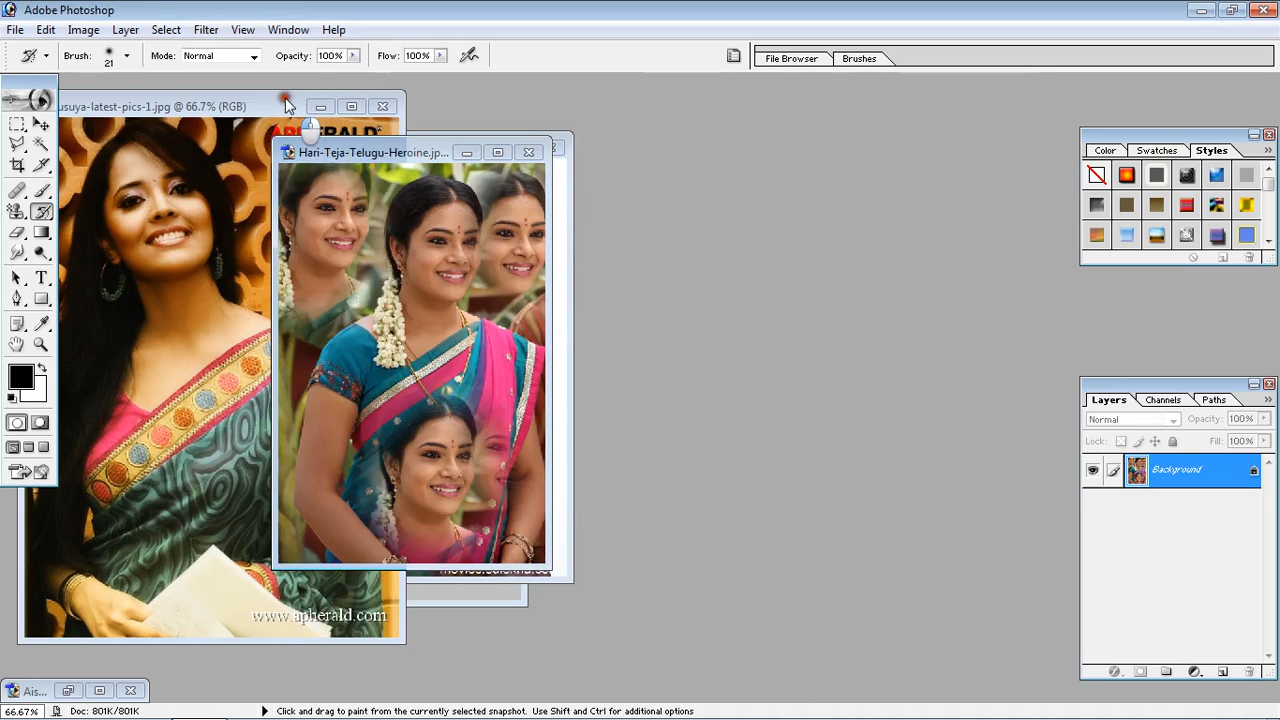 Adobe Photoshop
File Edit Image Layer Select Filter View Window Help
Brush: 21 Mode: Normal Opacity: 100% Flow: 100% File Browser Brushes
usuya-latest-pics-1.jpg @ 66.7% (RGB)
Hari-Teja-Telugu-Heroine.jp...
Color Swatches Styles
Layers Channels Paths
Normal Opacity: 100%
Lock: Fill: 100%
Background
www.apherald.com
Ais...
66.67% Doc: 801K/801K Click and drag to paint from the currently selected snapshot. Use Shift and Ctrl for additional options